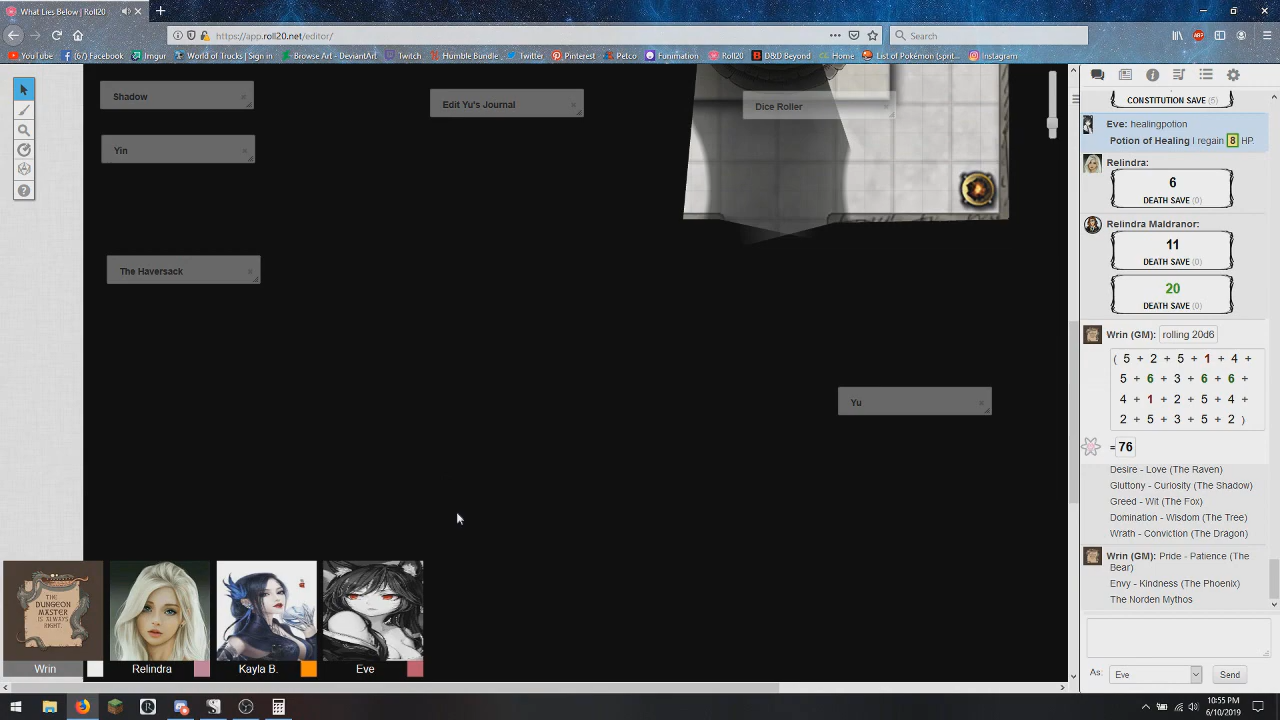 What Lies Below | Roll20
https://app.roll20.net/editor/
Search
YouTube
(67) Facebook
Imgur
World of Trucks | Sign in
Browse Art - DeviantArt
Twitch
Humble Bundle
Twitter
Pinterest
Petco
Funimation
Roll20
D&D Beyond
Home
List of Pokémon (sprit...
Instagram
Shadow
Edit Yu's Journal
Dice Roller
Yin
The Haversack
Yu
THE
DUNGEON
MASTER
IS ALWAYS
RIGHT.
Wrin
Relindra
Kayla B.
Eve
CONSTITUTION SAVE (5)
Eve: healingpotion
Potion of Healing I regain 8 HP.
Relindra:
6
DEATH SAVE (0)
Relindra Maldranor:
11
DEATH SAVE (0)
20
DEATH SAVE (0)
Wrin (GM): rolling 20d6
( 5 + 2 + 5 + 1 + 4 +
5 + 6 + 3 + 6 + 6 +
4 + 1 + 2 + 5 + 4 +
2 + 5 + 3 + 5 + 2 )
= 76
Desire - Love (The Raven)
Gluttony - Curiosity (The Shadow)
Greed - Wit (The Fox)
Domination - Wisdom (The Tree)
Wrath - Conviction (The Dragon)
Wrin (GM): Pride - Patience (The
Bear)
Envy - Kindness (The Phoenix)
The Norden Mythos
As: Eve
Send
10:55 PM
6/10/2019